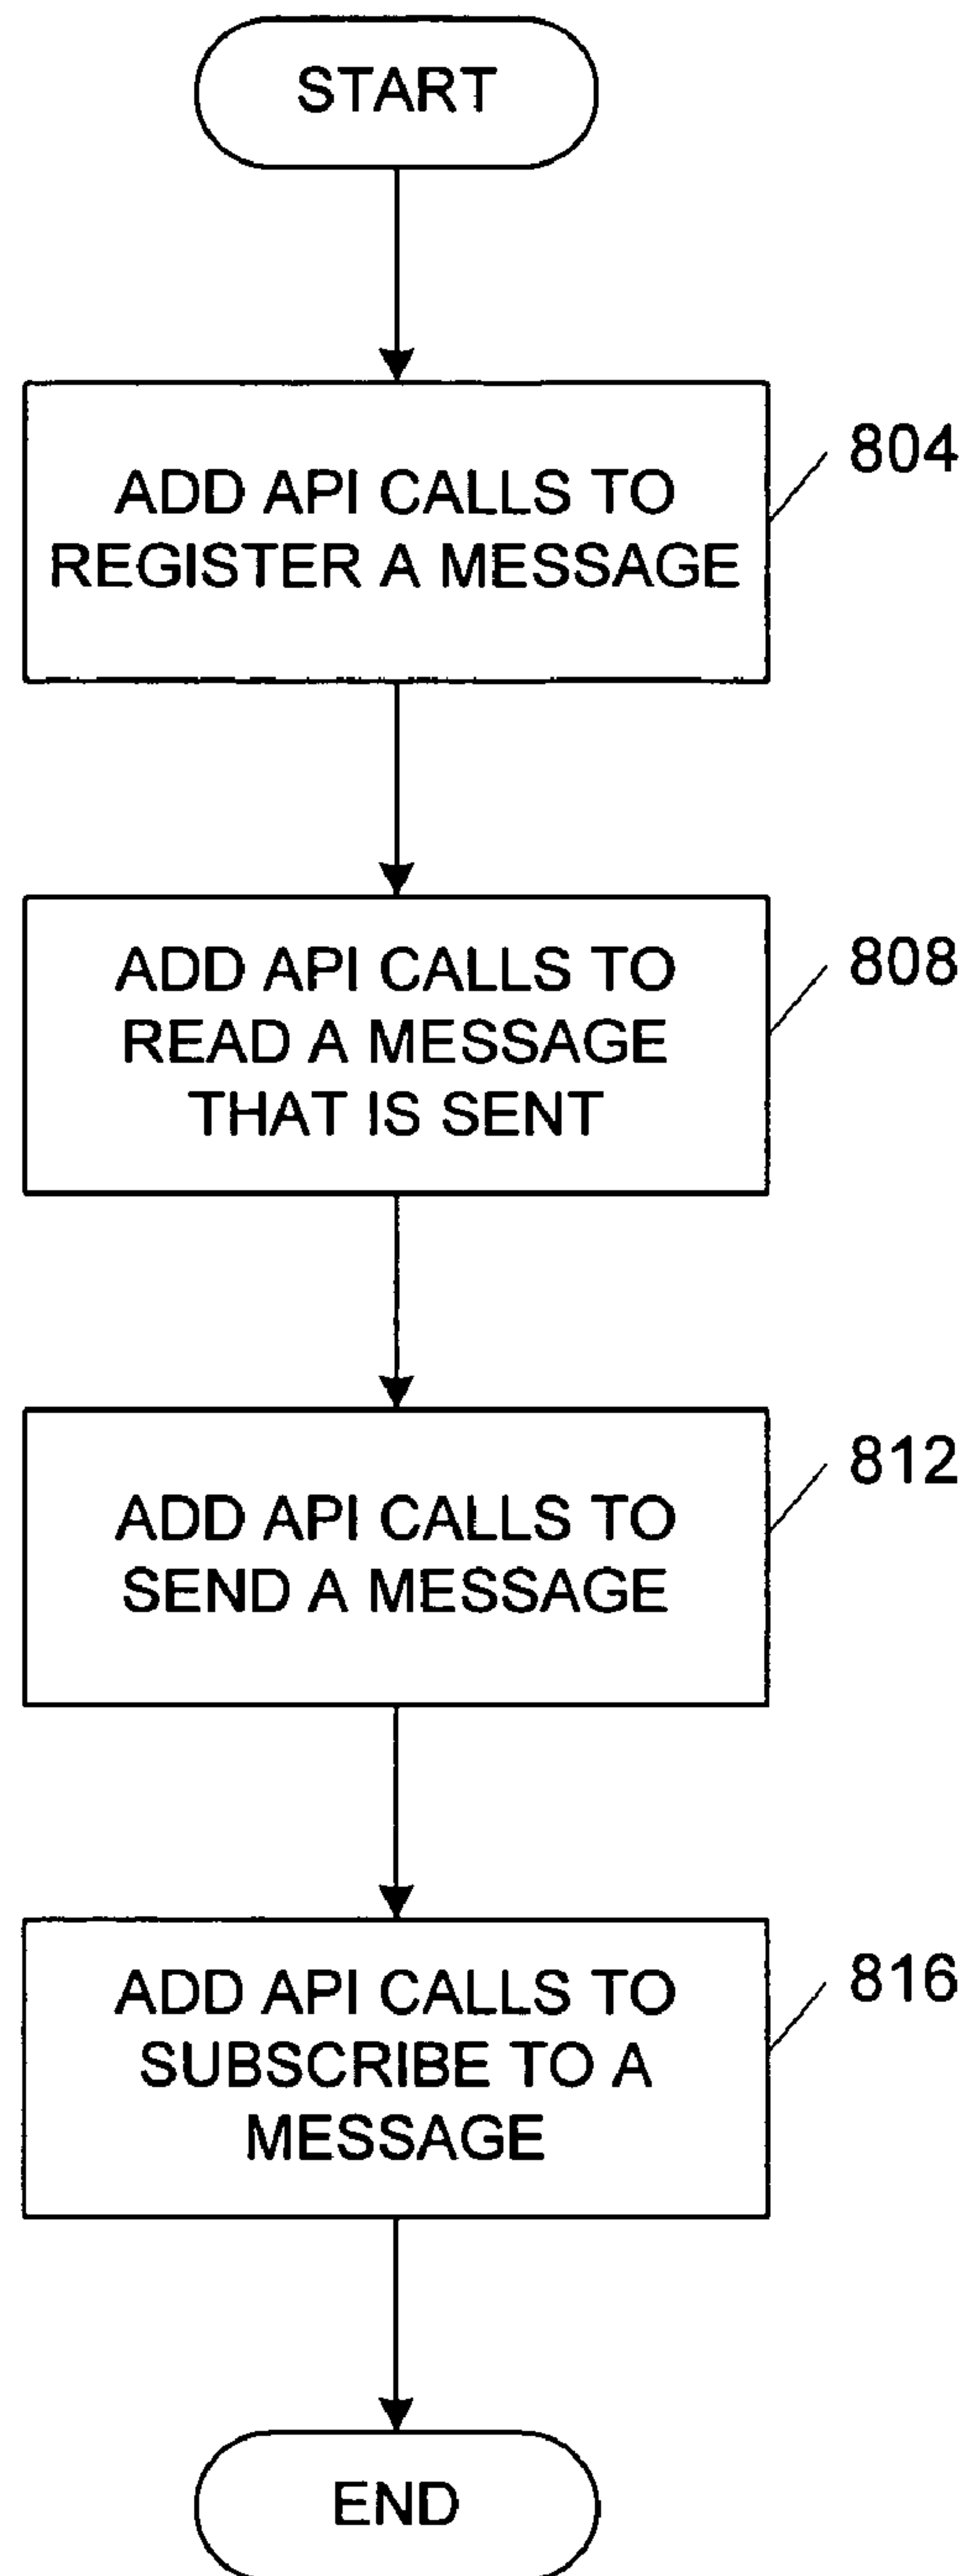 START
ADD API CALLS TO
REGISTER A MESSAGE
804
ADD API CALLS TO
READ A MESSAGE
THAT IS SENT
808
ADD API CALLS TO
SEND A MESSAGE
812
ADD API CALLS TO
SUBSCRIBE TO A
MESSAGE
816
END